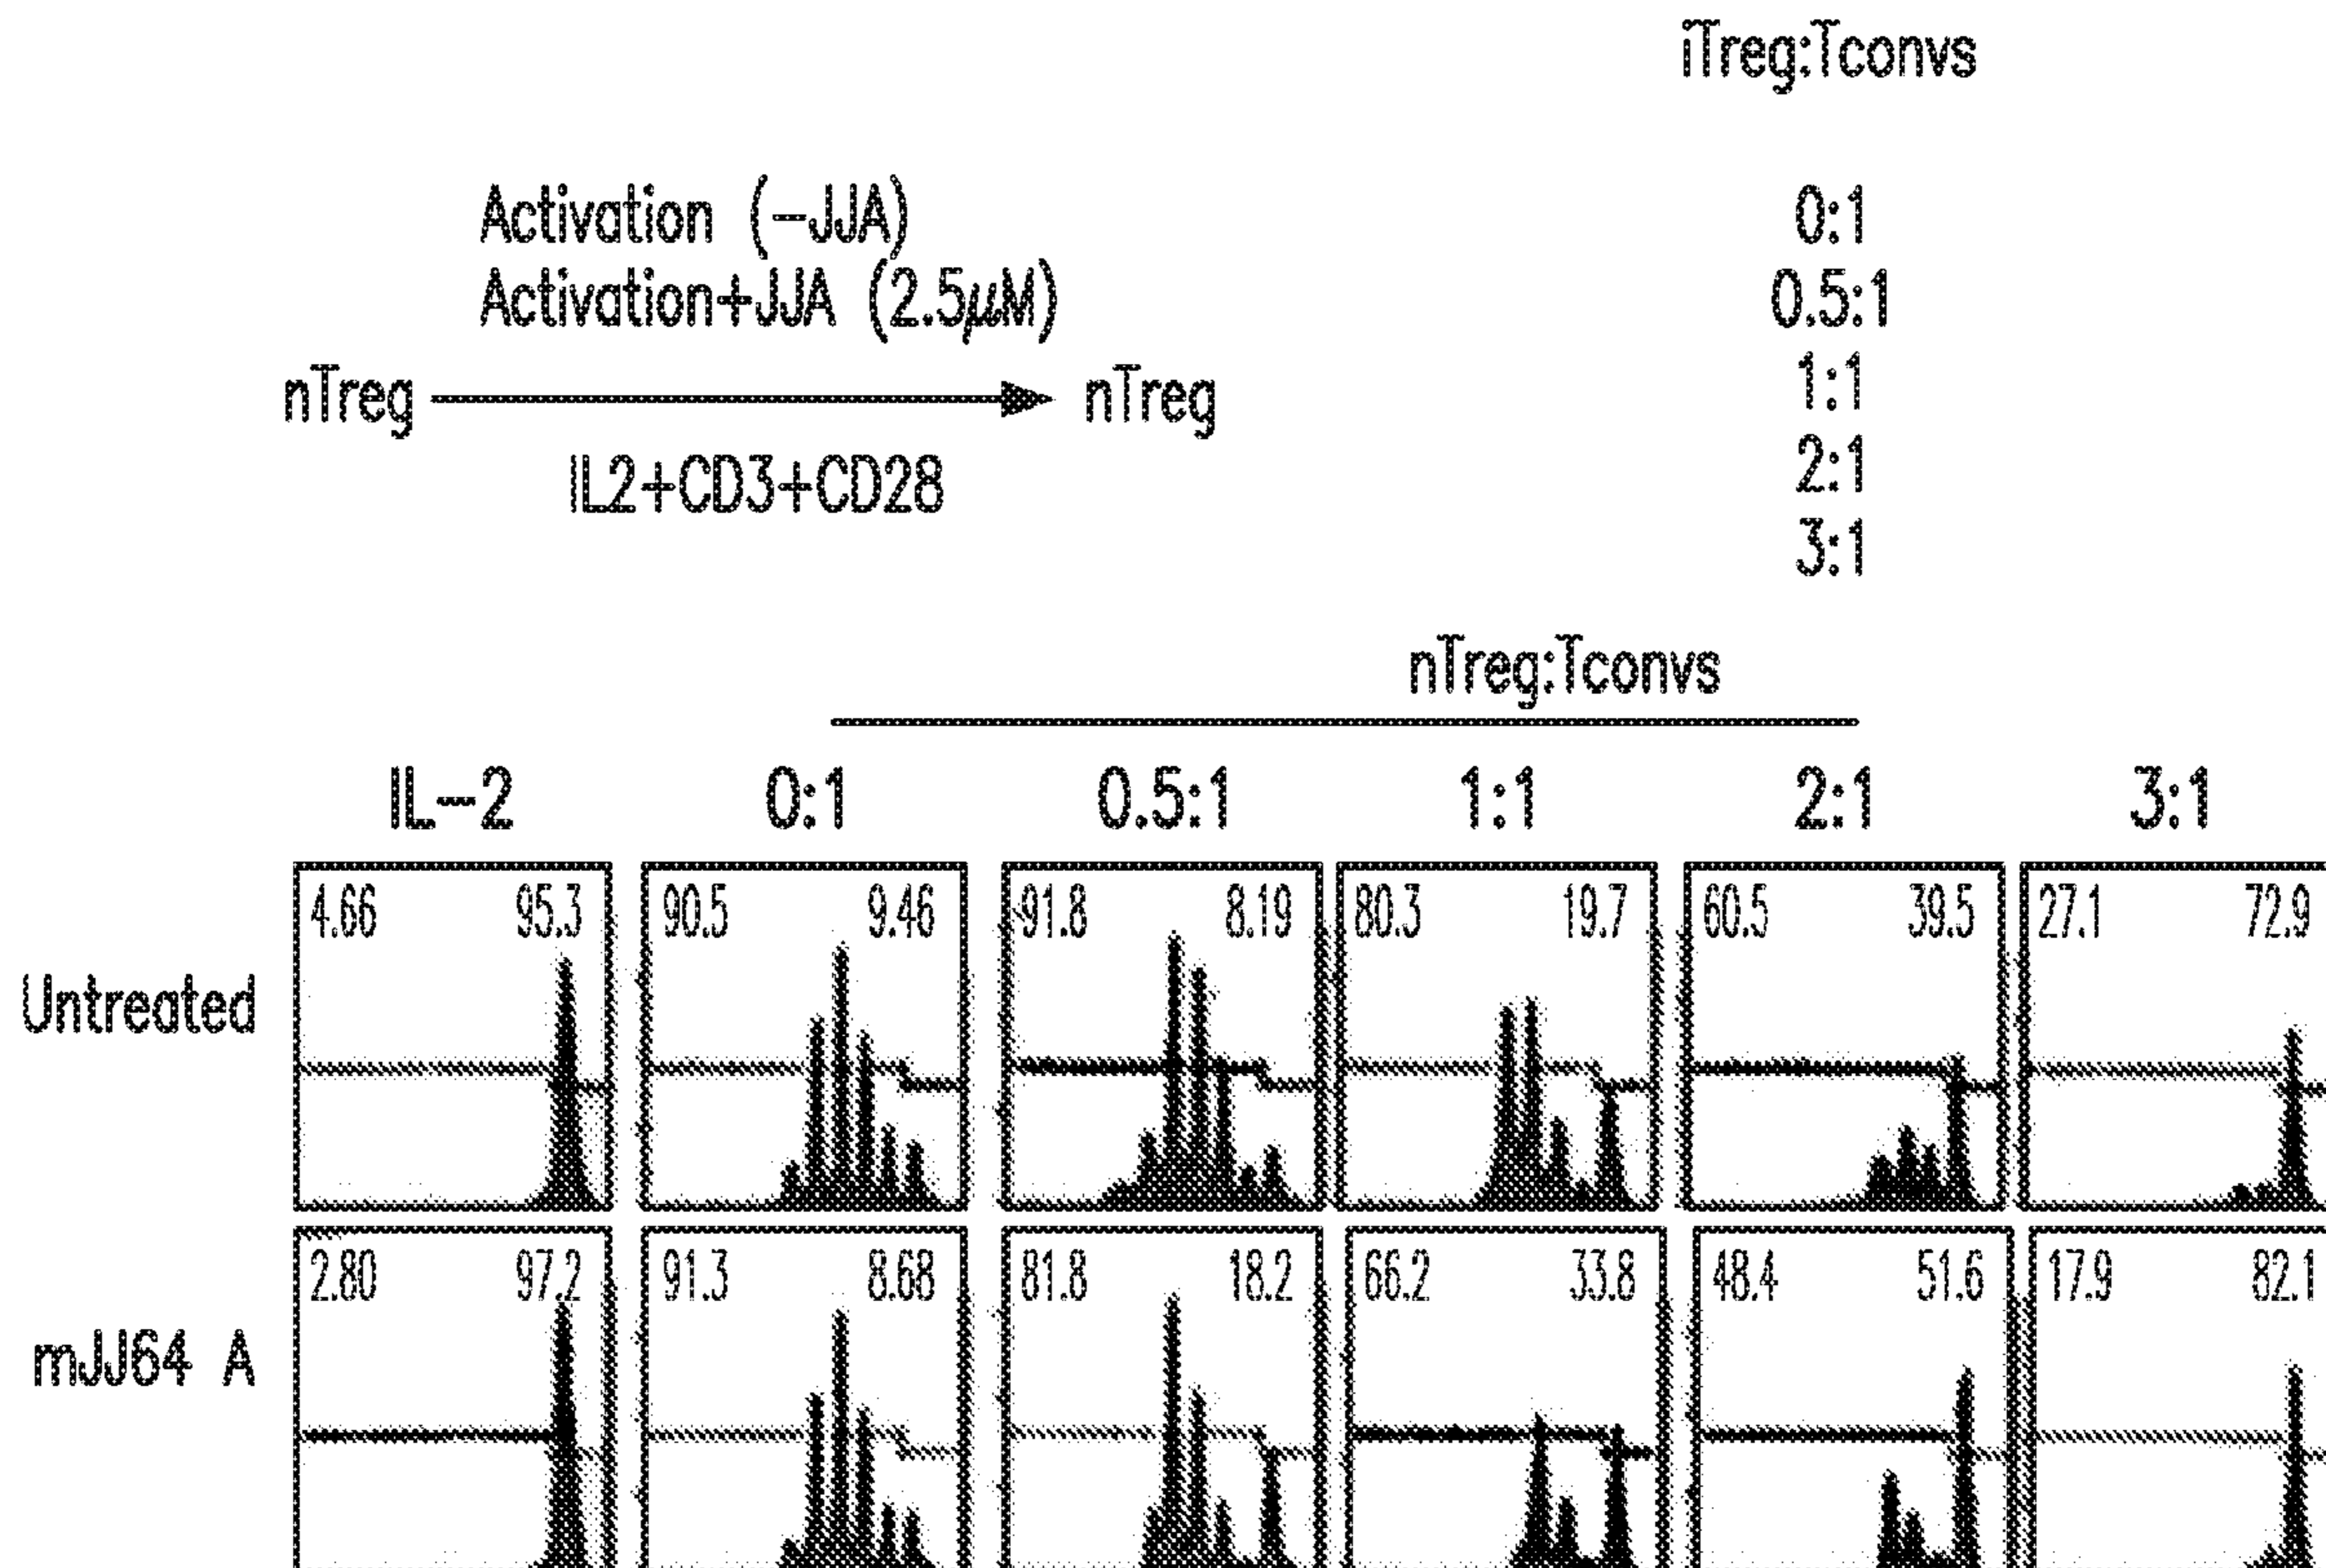 iTreg:Tconvs
Activation (-JJA)
0:1
Activation+JJA (2.5μM)
0.5:1
nTreg
nTreg
1:1
IL2+CD3+CD28
2:1
3:1
nTreg:Tconvs
IL-2 0:1 0.5:1 1:1 2:1 3:1
4.66 95.3 90.5 9.46 91.8 8.19 80.3 19.7 60.5 39.5 27.1 72.9
Untreated
2.80 97.2 91.3 8.68 81.8 18.2 66.2 33.8 48.4 51.6 17.9 82.1
mJJ64 A